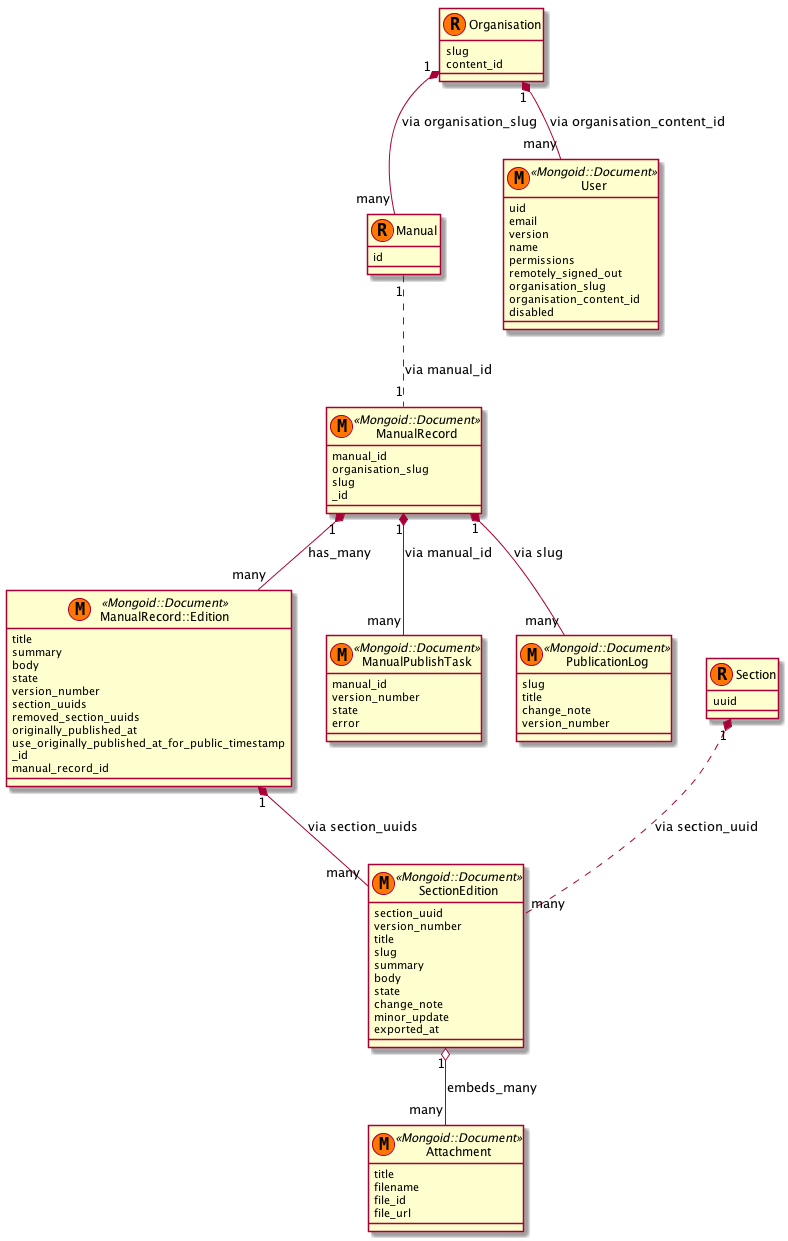 R Organisation
slug
content_id
1
1
via organisation_slug
via organisation_content_id
many
many
M «Mongoid::Document»
User
uid
email
version
name
permissions
remotely_signed_out
organisation_slug
organisation_content_id
disabled
R Manual
id
1
via manual_id
1
M «Mongoid::Document»
ManualRecord
manual_id
organisation_slug
slug
_id
1
1
1
has_many
via manual_id
via slug
many
many
many
M «Mongoid::Document»
ManualRecord::Edition
title
summary
body
state
version_number
section_uuids
removed_section_uuids
originally_published_at
use_originally_published_at_for_public_timestamp
_id
manual_record_id
M «Mongoid::Document»
ManualPublishTask
manual_id
version_number
state
error
M «Mongoid::Document»
PublicationLog
slug
title
change_note
version_number
R Section
uuid
1
1
via section_uuids
via section_uuid
many
many
M «Mongoid::Document»
SectionEdition
section_uuid
version_number
title
slug
summary
body
state
change_note
minor_update
exported_at
1
embeds_many
many
M «Mongoid::Document»
Attachment
title
filename
file_id
file_url